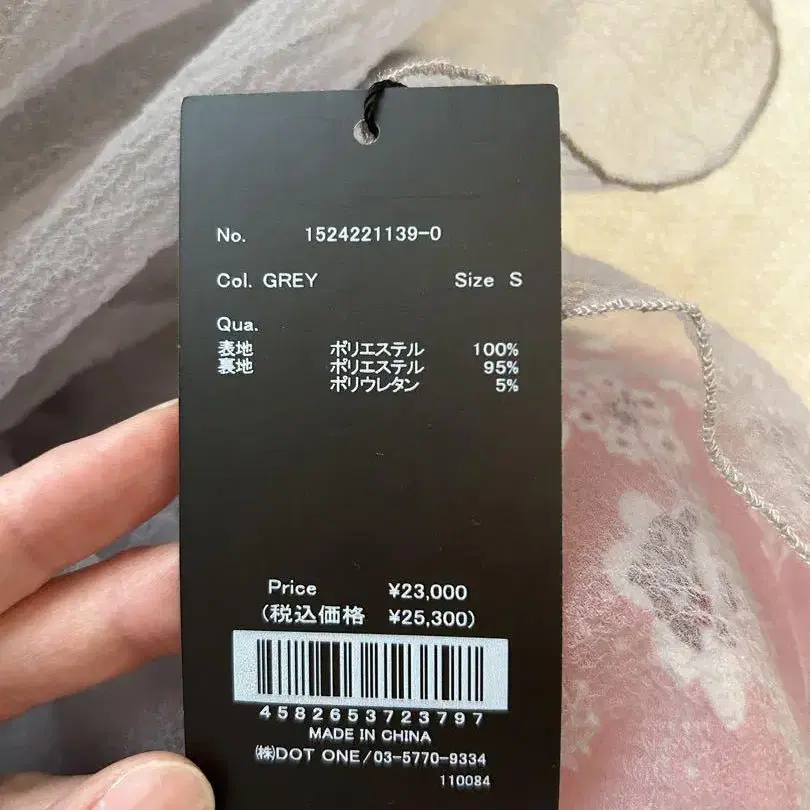 No. 1524221139-0
Col. GREY Size S
Qua.
表地 ポリエステル 100%
裏地 ポリエステル 95%
ポリウレタン 5%
Price ¥23,000
(税込価格 ¥25,300)
4582653723797
MADE IN CHINA
㈱DOT ONE/03-5770-9334
110084